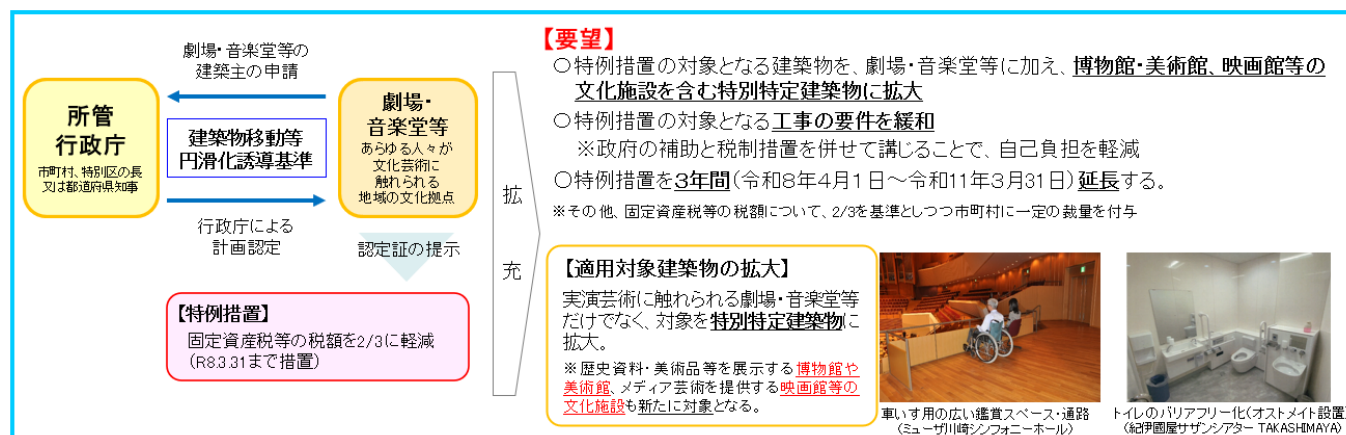 劇場・音楽堂等の
建築主の申請
所管
行政庁
市町村、特別区の長
又は都道府県知事
建築物移動等
円滑化誘導基準
劇場・
音楽堂等
あらゆる人々が
文化芸術に
触れられる
地域の文化拠点
行政庁による
計画認定
認定証の提示
【特例措置】
固定資産税等の税額を2/3に軽減
(R8.3.31まで措置)
拡
充
【要望】
○特例措置の対象となる建築物を、劇場・音楽堂等に加え、博物館・美術館、映画館等の
文化施設を含む特別特定建築物に拡大
○特例措置の対象となる工事の要件を緩和
※政府の補助と税制措置を併せて講じることで、自己負担を軽減
○特例措置を3年間(令和8年4月1日~令和11年3月31日)延長する。
※その他、固定資産税等の税額について、2/3を基準としつつ市町村に一定の裁量を付与
【適用対象建築物の拡大】
実演芸術に触れられる劇場・音楽堂等
だけでなく、対象を特別特定建築物に
拡大。
※歴史資料・美術品等を展示する博物館や
美術館、メディア芸術を提供する映画館等の
文化施設も新たに対象となる。
車いす用の広い鑑賞スペース・通路
(ミューザ川崎シンフォニーホール)
トイレのバリアフリー化(オストメイト設置)
(紀伊國屋サザンシアター TAKASHIMAYA)